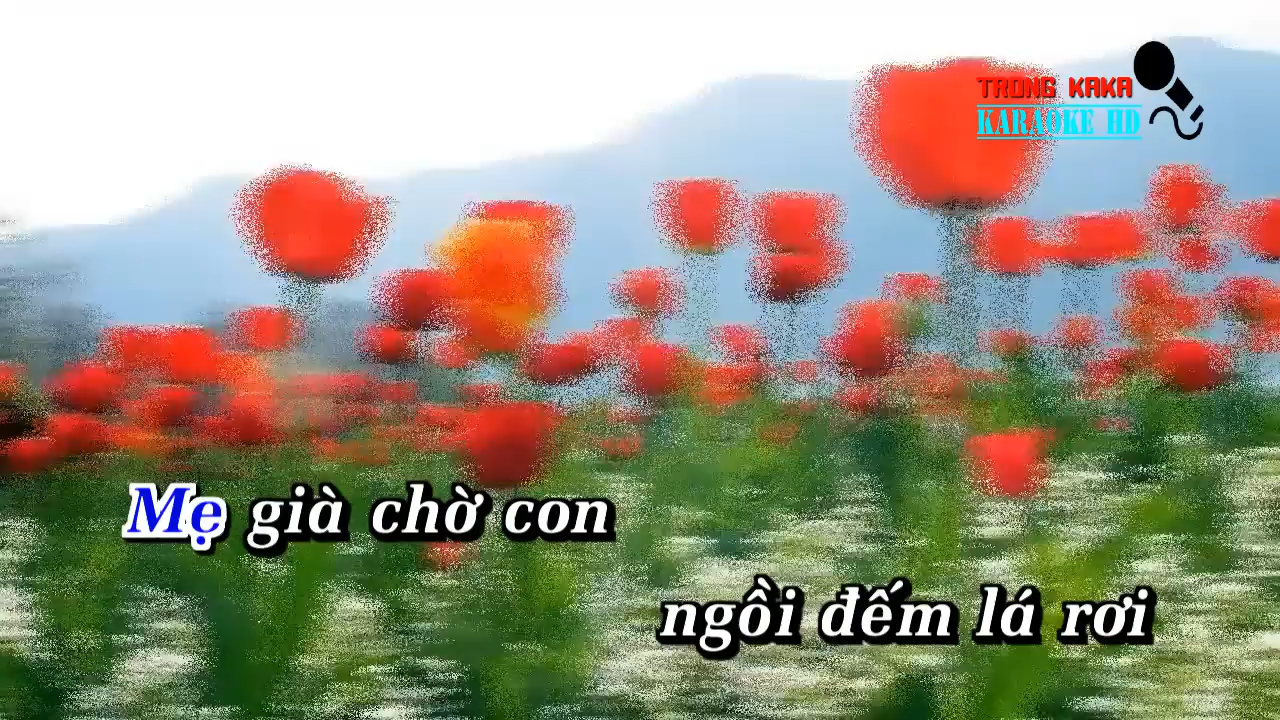 TRONG KAKA
KARAOKE HD
Mẹ già chờ con
ngồi đếm lá rơi